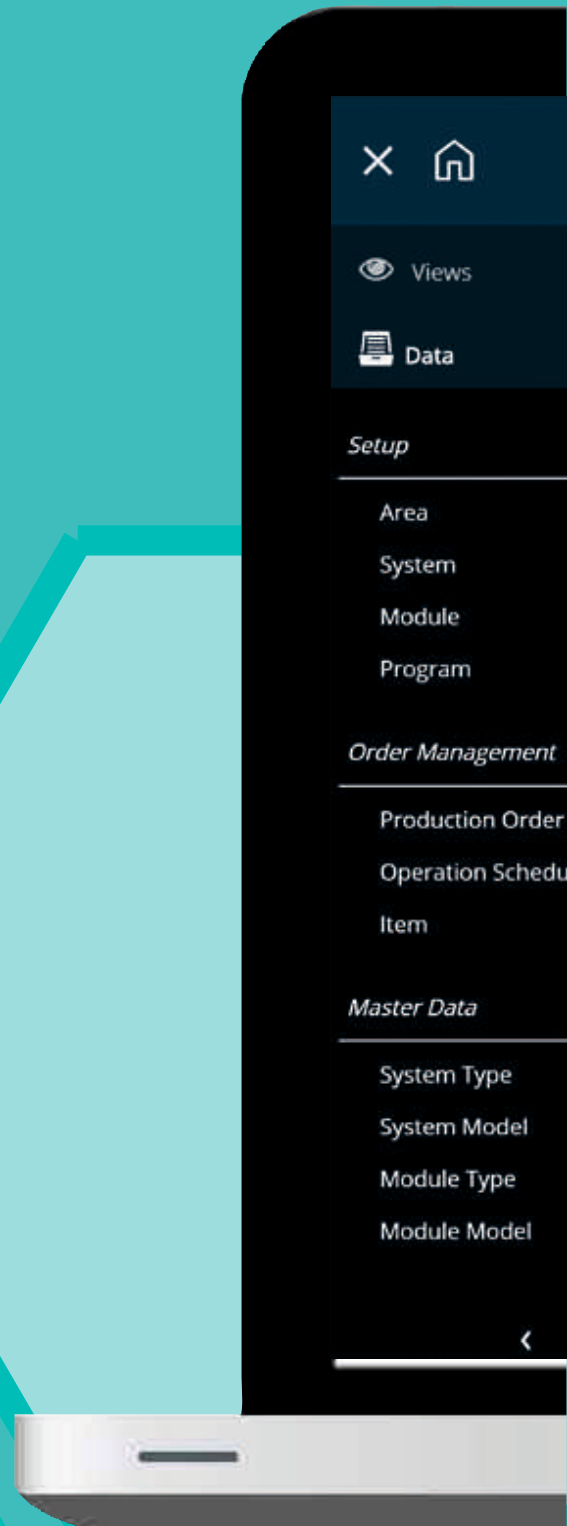 Views
Data
Setup
Area
System
Module
Program
Order Management
Production Order
Operation Schedu
Item
Master Data
System Type
System Model
Module Type
Module Model